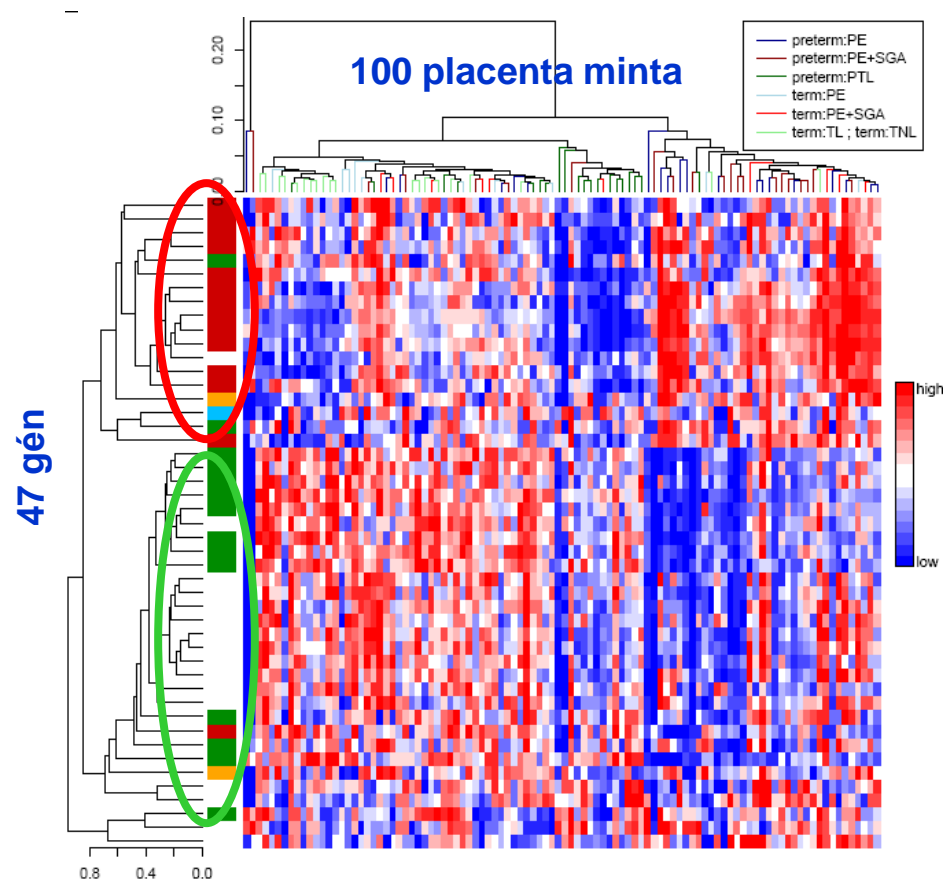 0.20
0.10
0.00
100 placenta minta
preterm:PE
preterm:PE+SGA
preterm:PTL
term:PE
term:PE+SGA
term:TL ; term:TNL
47 gén
high
low
0.8
0.4
0.0